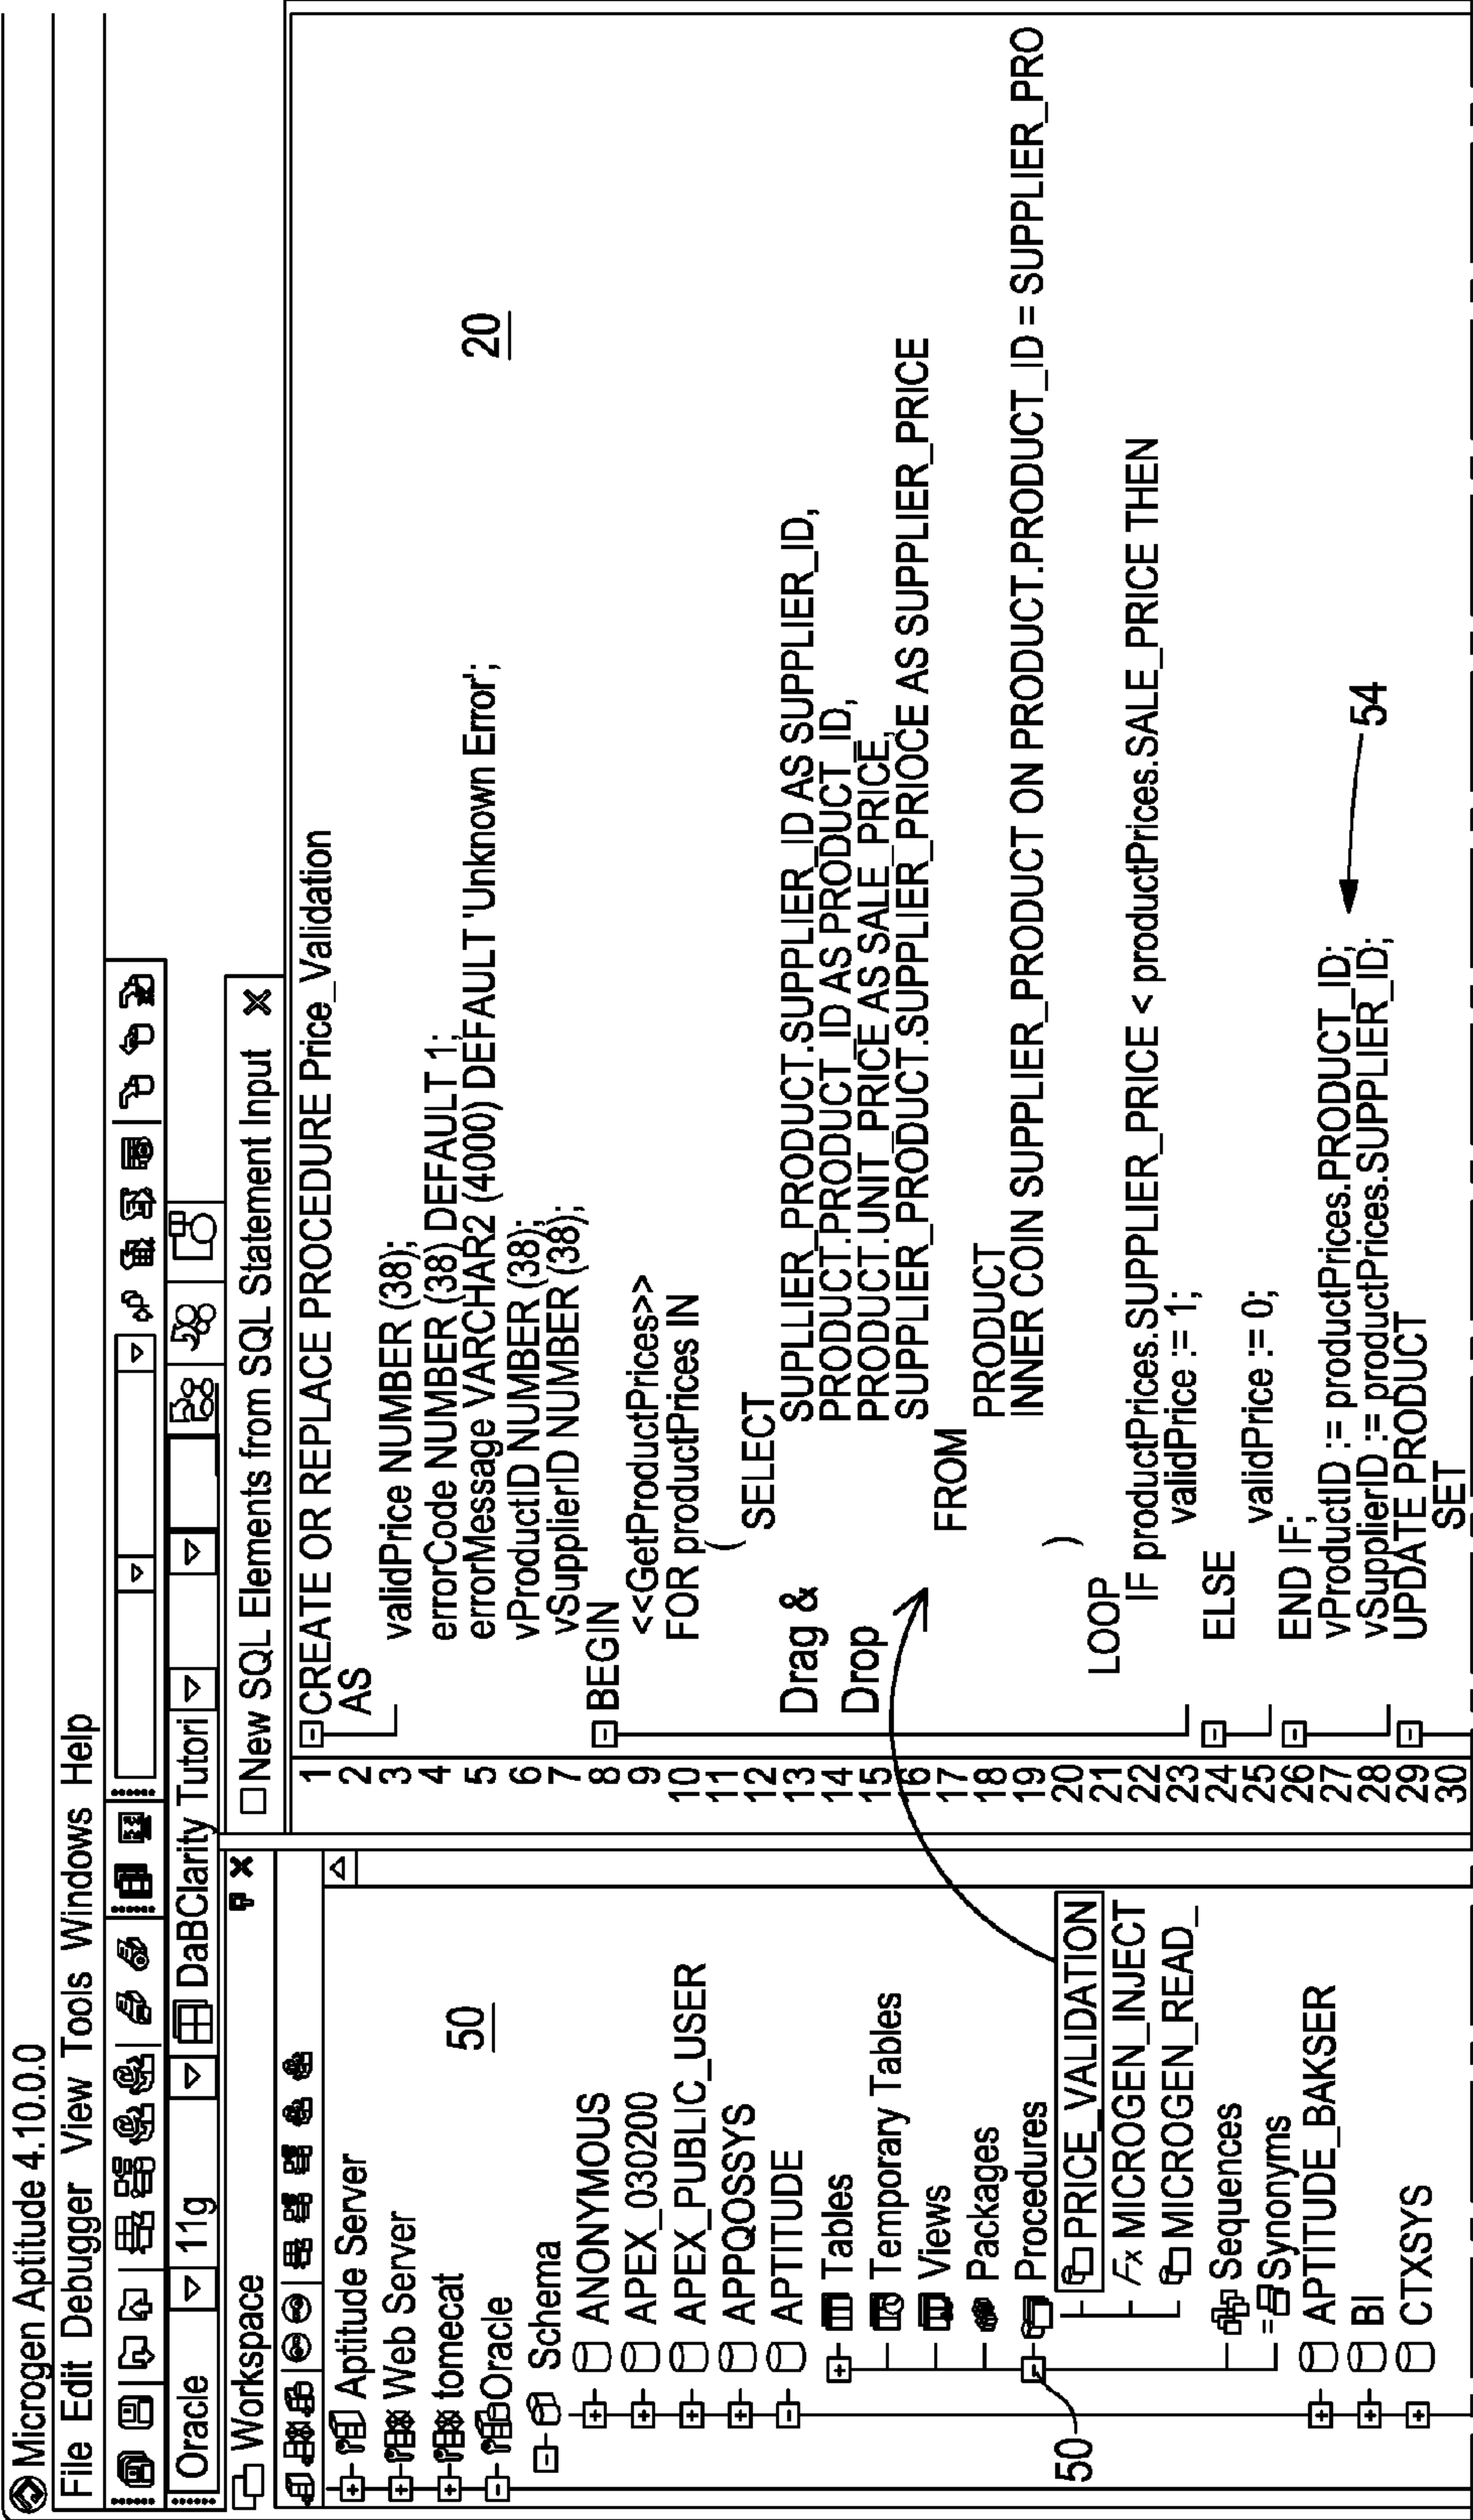 Microgen Aptitude 4.10.0.0
File Edit Debugger View Tools Windows Help
Oracle 11g DaBClarity Tutori
Workspace
Aptitude Server
Web Server
tomecat
Oracle
Schema
50
ANONYMOUS
APEX_030200
APEX_PUBLIC_USER
APPQOSSYS
APTITUDE
Tables
Temporary Tables
Views
Packages
Procedures
50
PRICE_VALIDATION
Fx MICROGEN_INJECT
MICROGEN_READ_
Sequences
Synonyms
APTITUDE_BAKSER
BI
CTXSYS
New SQL Elements from SQL Statement Input X
1 CREATE OR REPLACE PROCEDURE Price_Validation
2 AS
3 validPrice NUMBER (38);
4 errorCode NUMBER (38) DEFAULT 1;
5 errorMessage VARCHAR2 (4000) DEFAULT 'Unknown Error';
6 vProductID NUMBER (38);
7 vSupplierID NUMBER (38);
8 BEGIN
9 <<GetProductPrices>>
10 FOR productPrices IN
11 (
12 SELECT
13 SUPLLIER_PRODUCT.SUPPLIER_ID AS SUPPLIER_ID,
14 PRODUCT.PRODUCT_ID AS PRODUCT_ID,
15 PRODUCT.UNIT_PRICE AS SALE_PRICE,
16 SUPPLIER_PRODUCT.SUPPLIER_PRIOCE AS SUPPLIER_PRICE
17 FROM
18 PRODUCT
19 INNER COIN SUPPLIER_PRODUCT ON PRODUCT.PRODUCT_ID = SUPPLIER_PRO
20 )
21 LOOP
22 IF productPrices.SUPPLIER_PRICE < productPrices.SALE_PRICE THEN
23 validPrice := 1;
24 ELSE
25 validPrice := 0;
26 END IF;
27 vProductID := productPrices.PRODUCT_ID;
28 vSupplierID := productPrices.SUPPLIER_ID;
29 UPDATE PRODUCT
30 SET
Drag &
Drop
20
54